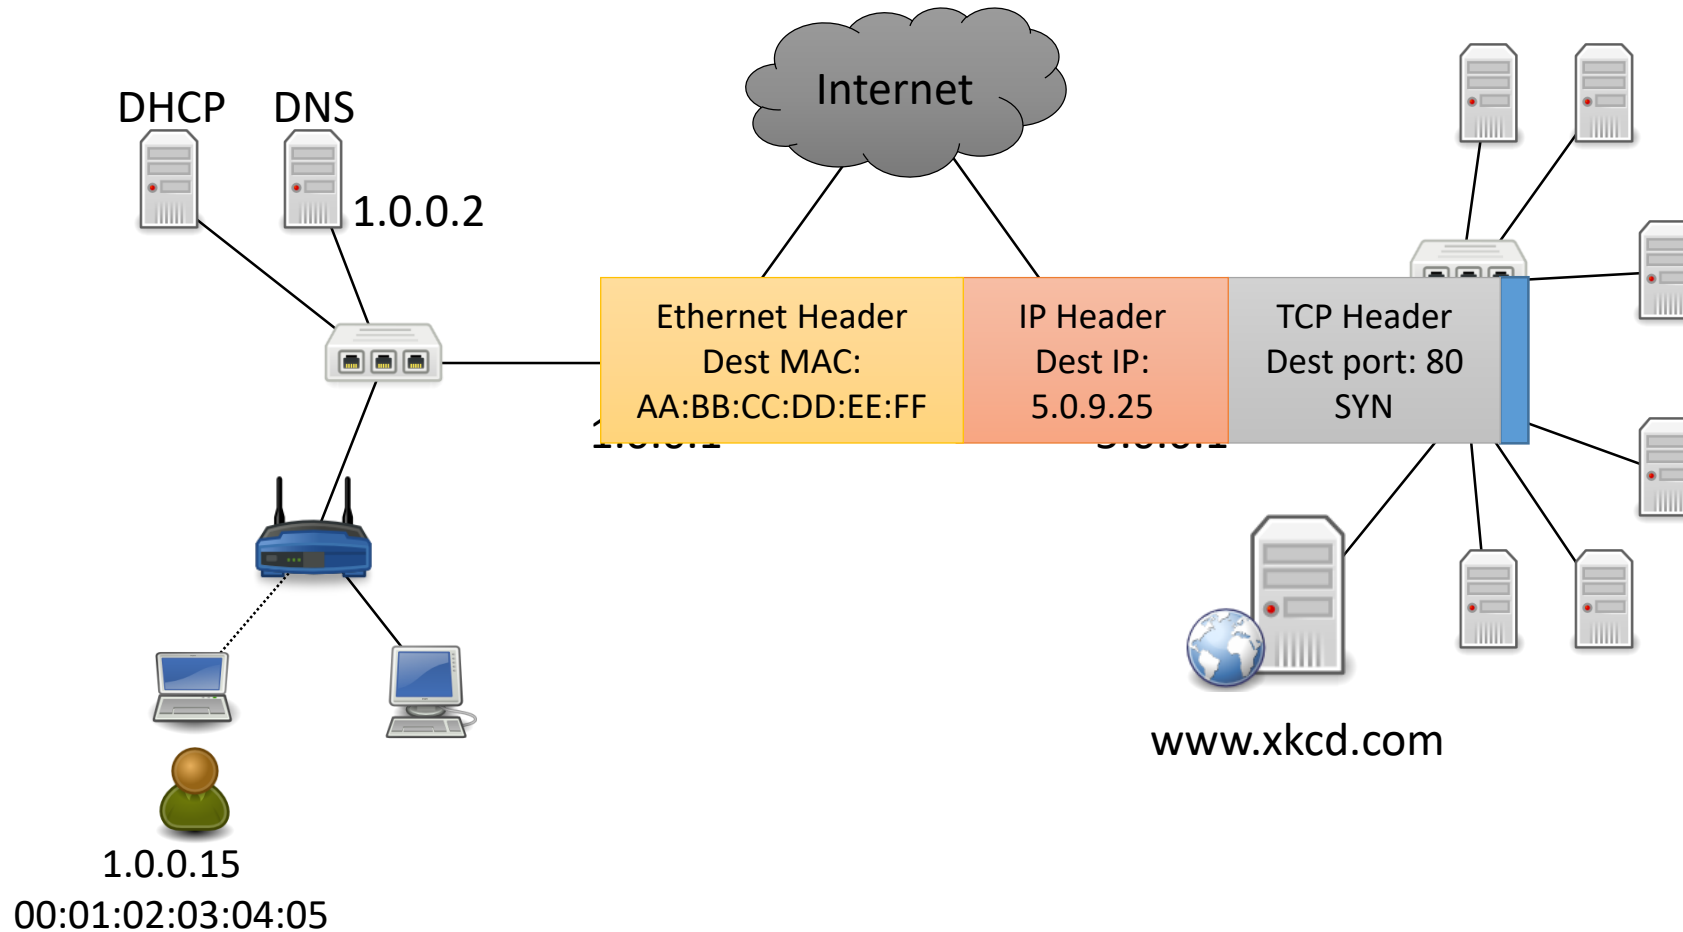 Internet
DHCP
DNS
1.0.0.2
Ethernet Header
Dest MAC:
AA:BB:CC:DD:EE:FF
IP Header
Dest IP:
5.0.9.25
TCP Header
Dest port: 80
SYN
www.xkcd.com
1.0.0.15
00:01:02:03:04:05